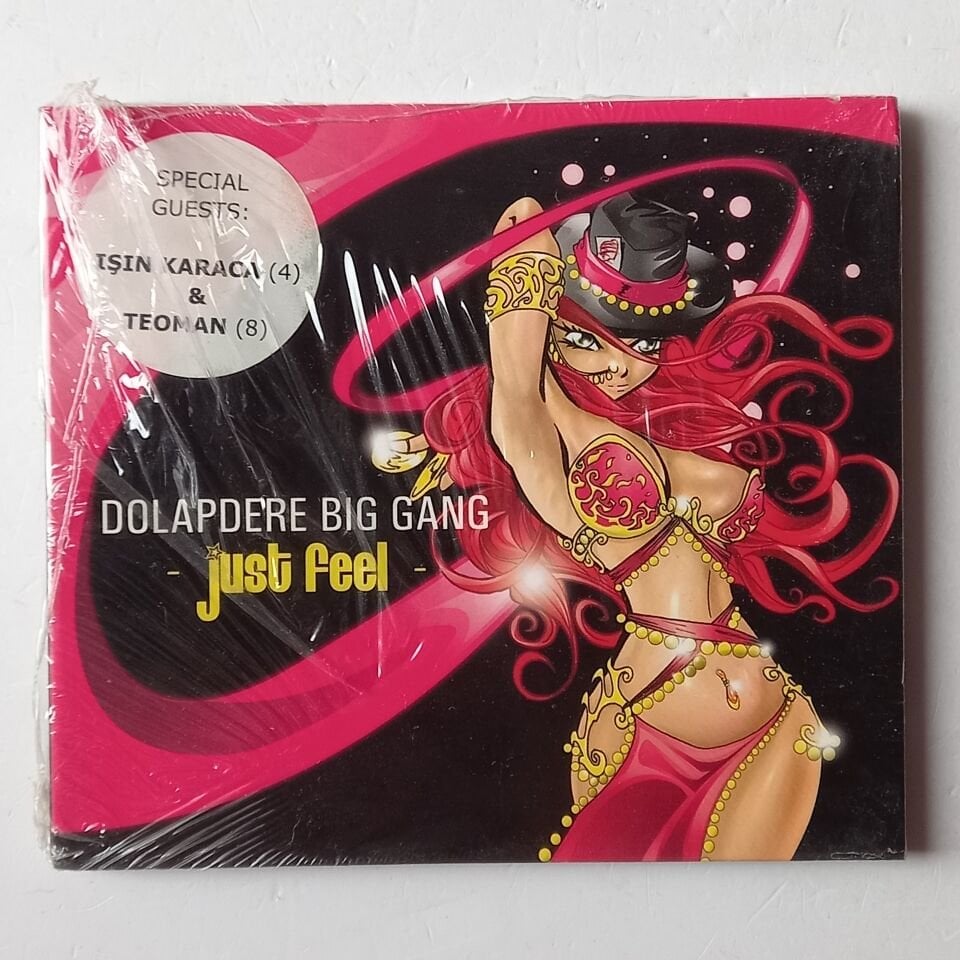 SPECIAL
GUESTS:
IŞIN KARACA (4)
&
TEOMAN (8)
DOLAPDERE BIG GANG
- just feel -